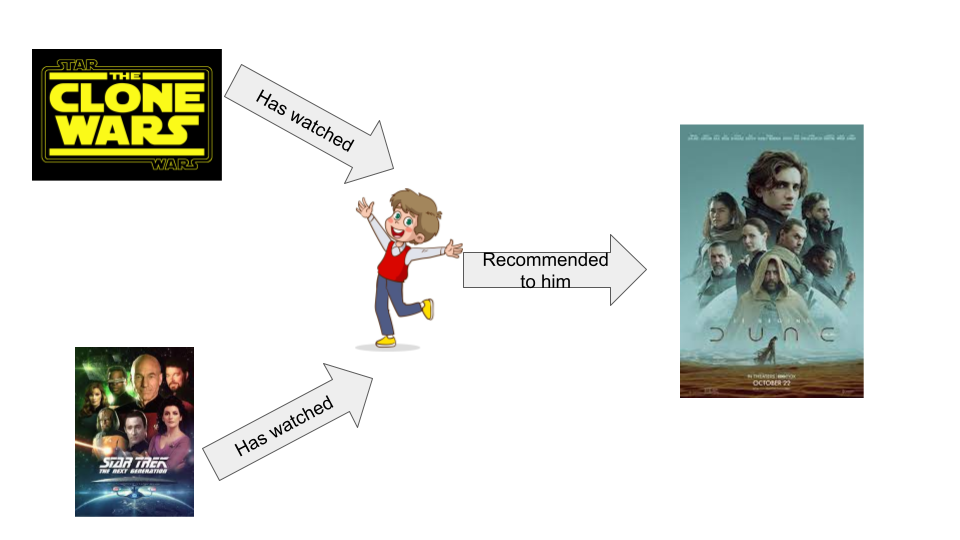 STAR
THE
CLONE
WARS
WARS
Has watched
Recommended
to him
DUNE
IN THEATERS
OCTOBER 22
Has watched
STAR TREK
THE NEXT GENERATION